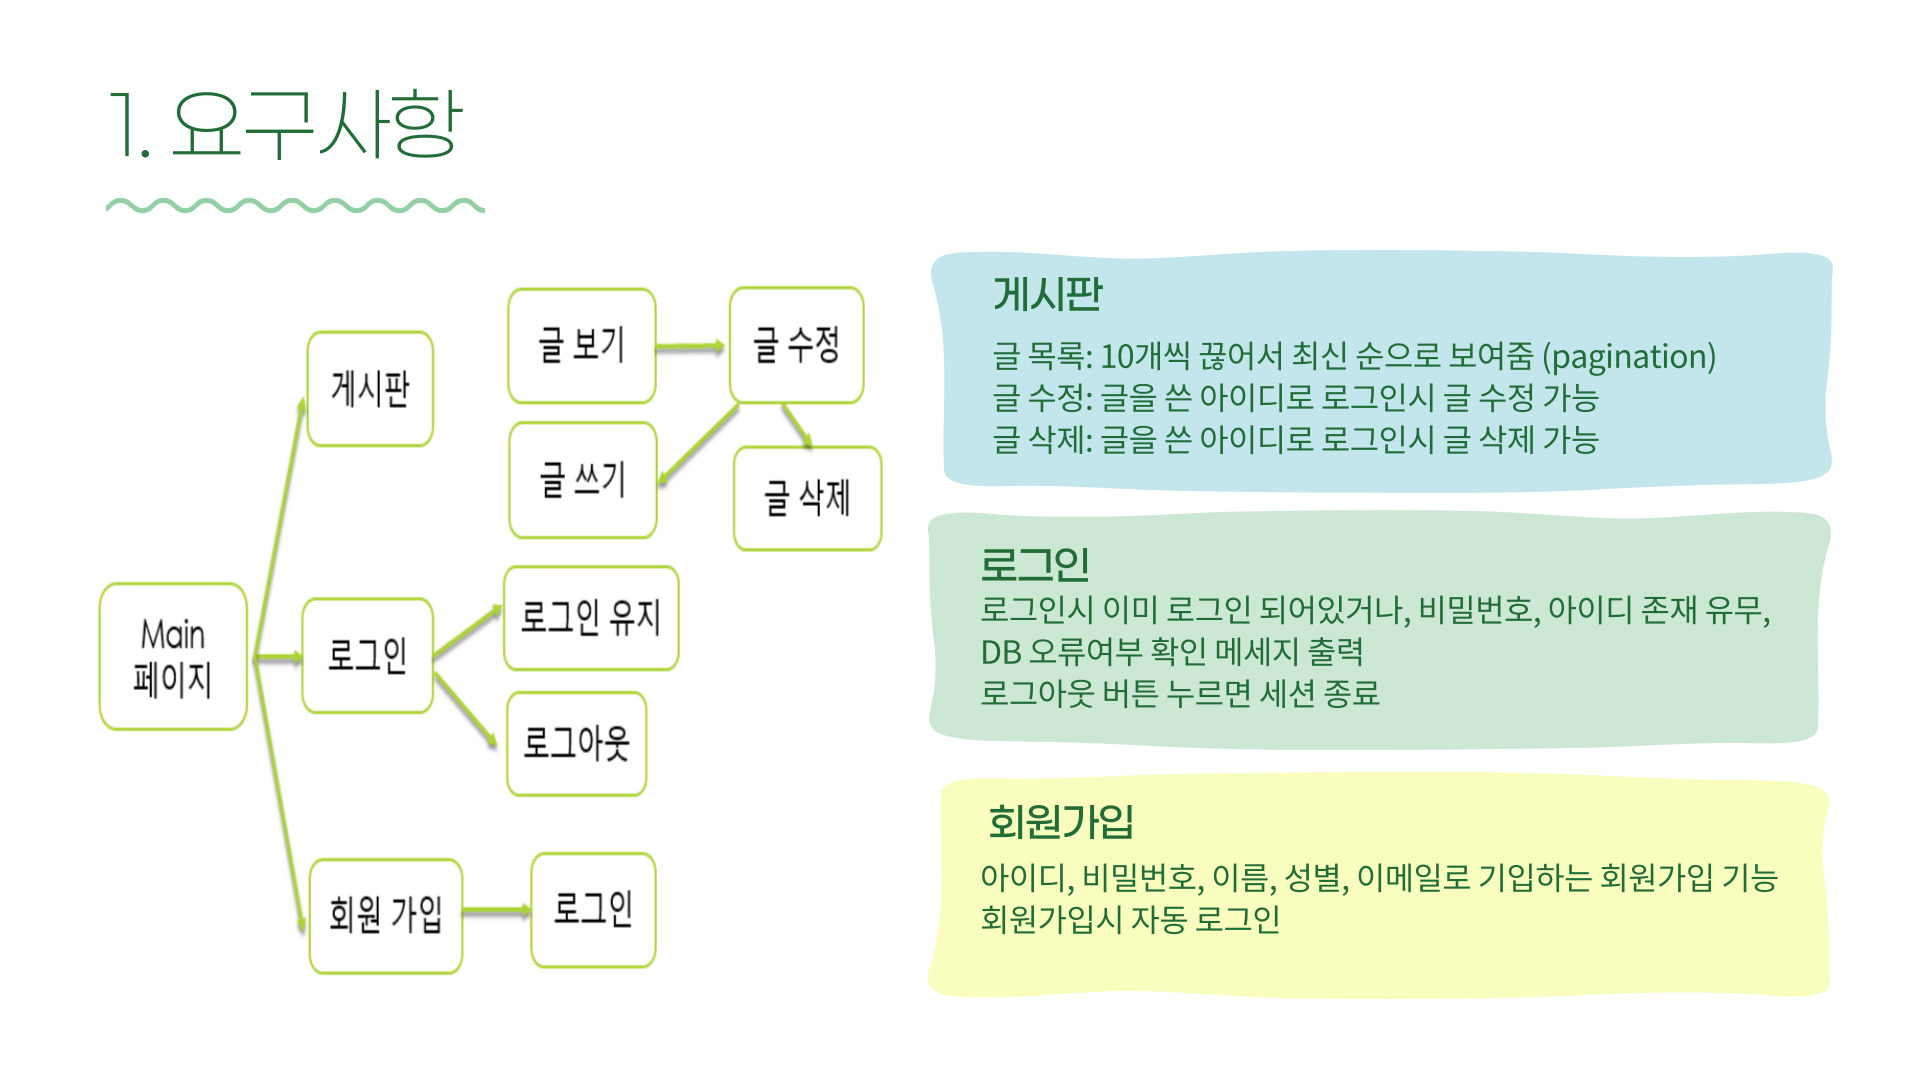 1. 요구사항
게시판
글 보기
글 수정
글 쓰기
글 삭제
Main
페이지
로그인
로그인 유지
로그아웃
회원 가입
로그인
게시판
글 목록: 10개씩 끊어서 최신 순으로 보여줌 (pagination)
글 수정: 글을 쓴 아이디로 로그인시 글 수정 가능
글 삭제: 글을 쓴 아이디로 로그인시 글 삭제 가능
로그인
로그인시 이미 로그인 되어있거나, 비밀번호, 아이디 존재 유무,
DB 오류여부 확인 메세지 출력
로그아웃 버튼 누르면 세션 종료
회원가입
아이디, 비밀번호, 이름, 성별, 이메일로 기입하는 회원가입 기능
회원가입시 자동 로그인